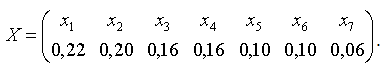 X = ( x₁ x₂ x₃ x₄ x₅ x₆ x₇
0,22 0,20 0,16 0,16 0,10 0,10 0,06 ).